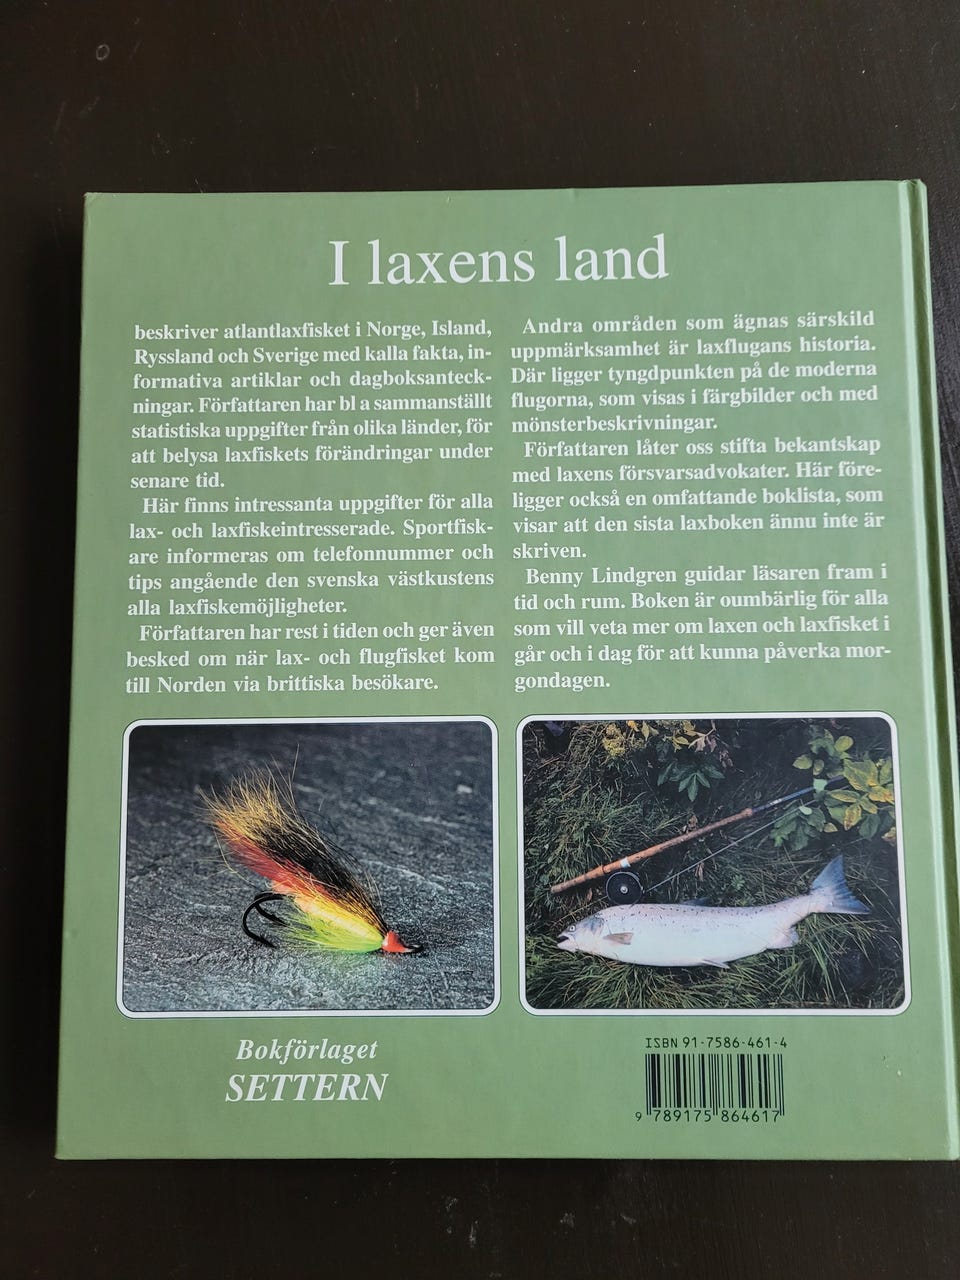 I laxens land
beskriver atlantlaxfisket i Norge, Island,
Ryssland och Sverige med kalla fakta, in-
formativa artiklar och dagboksanteck-
ningar. Författaren har bl a sammanställt
statistiska uppgifter från olika länder, för
att belysa laxfiskets förändringar under
senare tid.
Här finns intressanta uppgifter för alla
lax- och laxfiskeintresserade. Sportfisk-
are informeras om telefonnummer och
tips angående den svenska västkustens
alla laxfiskemöjligheter.
Författaren har rest i tiden och ger även
besked om när lax- och flugfisket kom
till Norden via brittiska besökare.
Andra områden som ägnas särskild
uppmärksamhet är laxflugans historia.
Där ligger tyngdpunkten på de moderna
flugorna, som visas i färgbilder och med
mönsterbeskrivningar.
Författaren låter oss stifta bekantskap
med laxens försvarsadvokater. Här före-
ligger också en omfattande boklista, som
visar att den sista laxboken ännu inte är
skriven.
Benny Lindgren guidar läsaren fram i
tid och rum. Boken är oumbärlig för alla
som vill veta mer om laxen och laxfisket i
går och i dag för att kunna påverka mor-
gondagen.
Bokförlaget
SETTERN
ISBN 91-7586-461-4
9 789175 864617